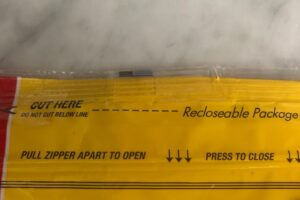 CUT HERE
DO NOT CUT BELOW LINE
Recloseable Package
PULL ZIPPER APART TO OPEN ↓↓↓ PRESS TO CLOSE ↓↓